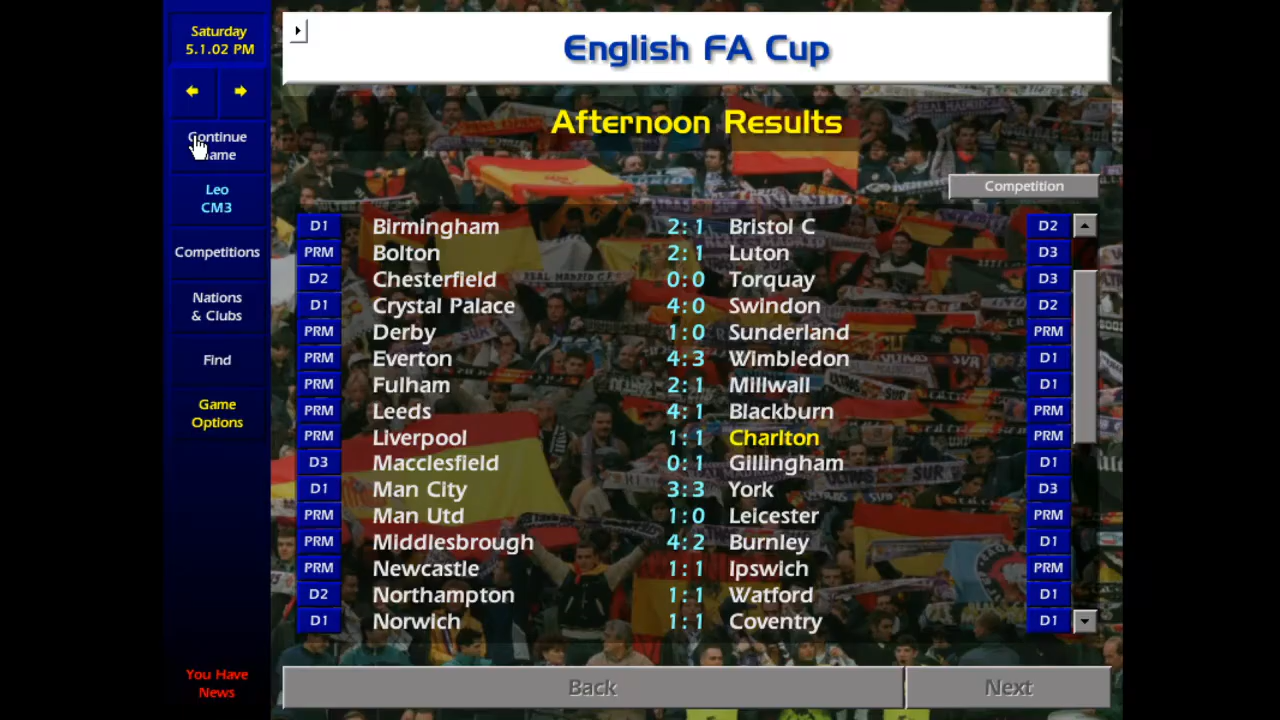 Saturday
5.1.02 PM
Continue
Game
Leo
CM3
Competitions
Nations
& Clubs
Find
Game
Options
You Have
News
English FA Cup
Afternoon Results
Competition
D1 Birmingham 2:1 Bristol C D2
PRM Bolton 2:1 Luton D3
D2 Chesterfield 0:0 Torquay D3
D1 Crystal Palace 4:0 Swindon D2
PRM Derby 1:0 Sunderland PRM
PRM Everton 4:3 Wimbledon D1
PRM Fulham 2:1 Millwall D1
PRM Leeds 4:1 Blackburn PRM
PRM Liverpool 1:1 Charlton PRM
D3 Macclesfield 0:1 Gillingham D1
D1 Man City 3:3 York D3
PRM Man Utd 1:0 Leicester PRM
PRM Middlesbrough 4:2 Burnley D1
PRM Newcastle 1:1 Ipswich PRM
D2 Northampton 1:1 Watford D1
D1 Norwich 1:1 Coventry D1
Back
Next